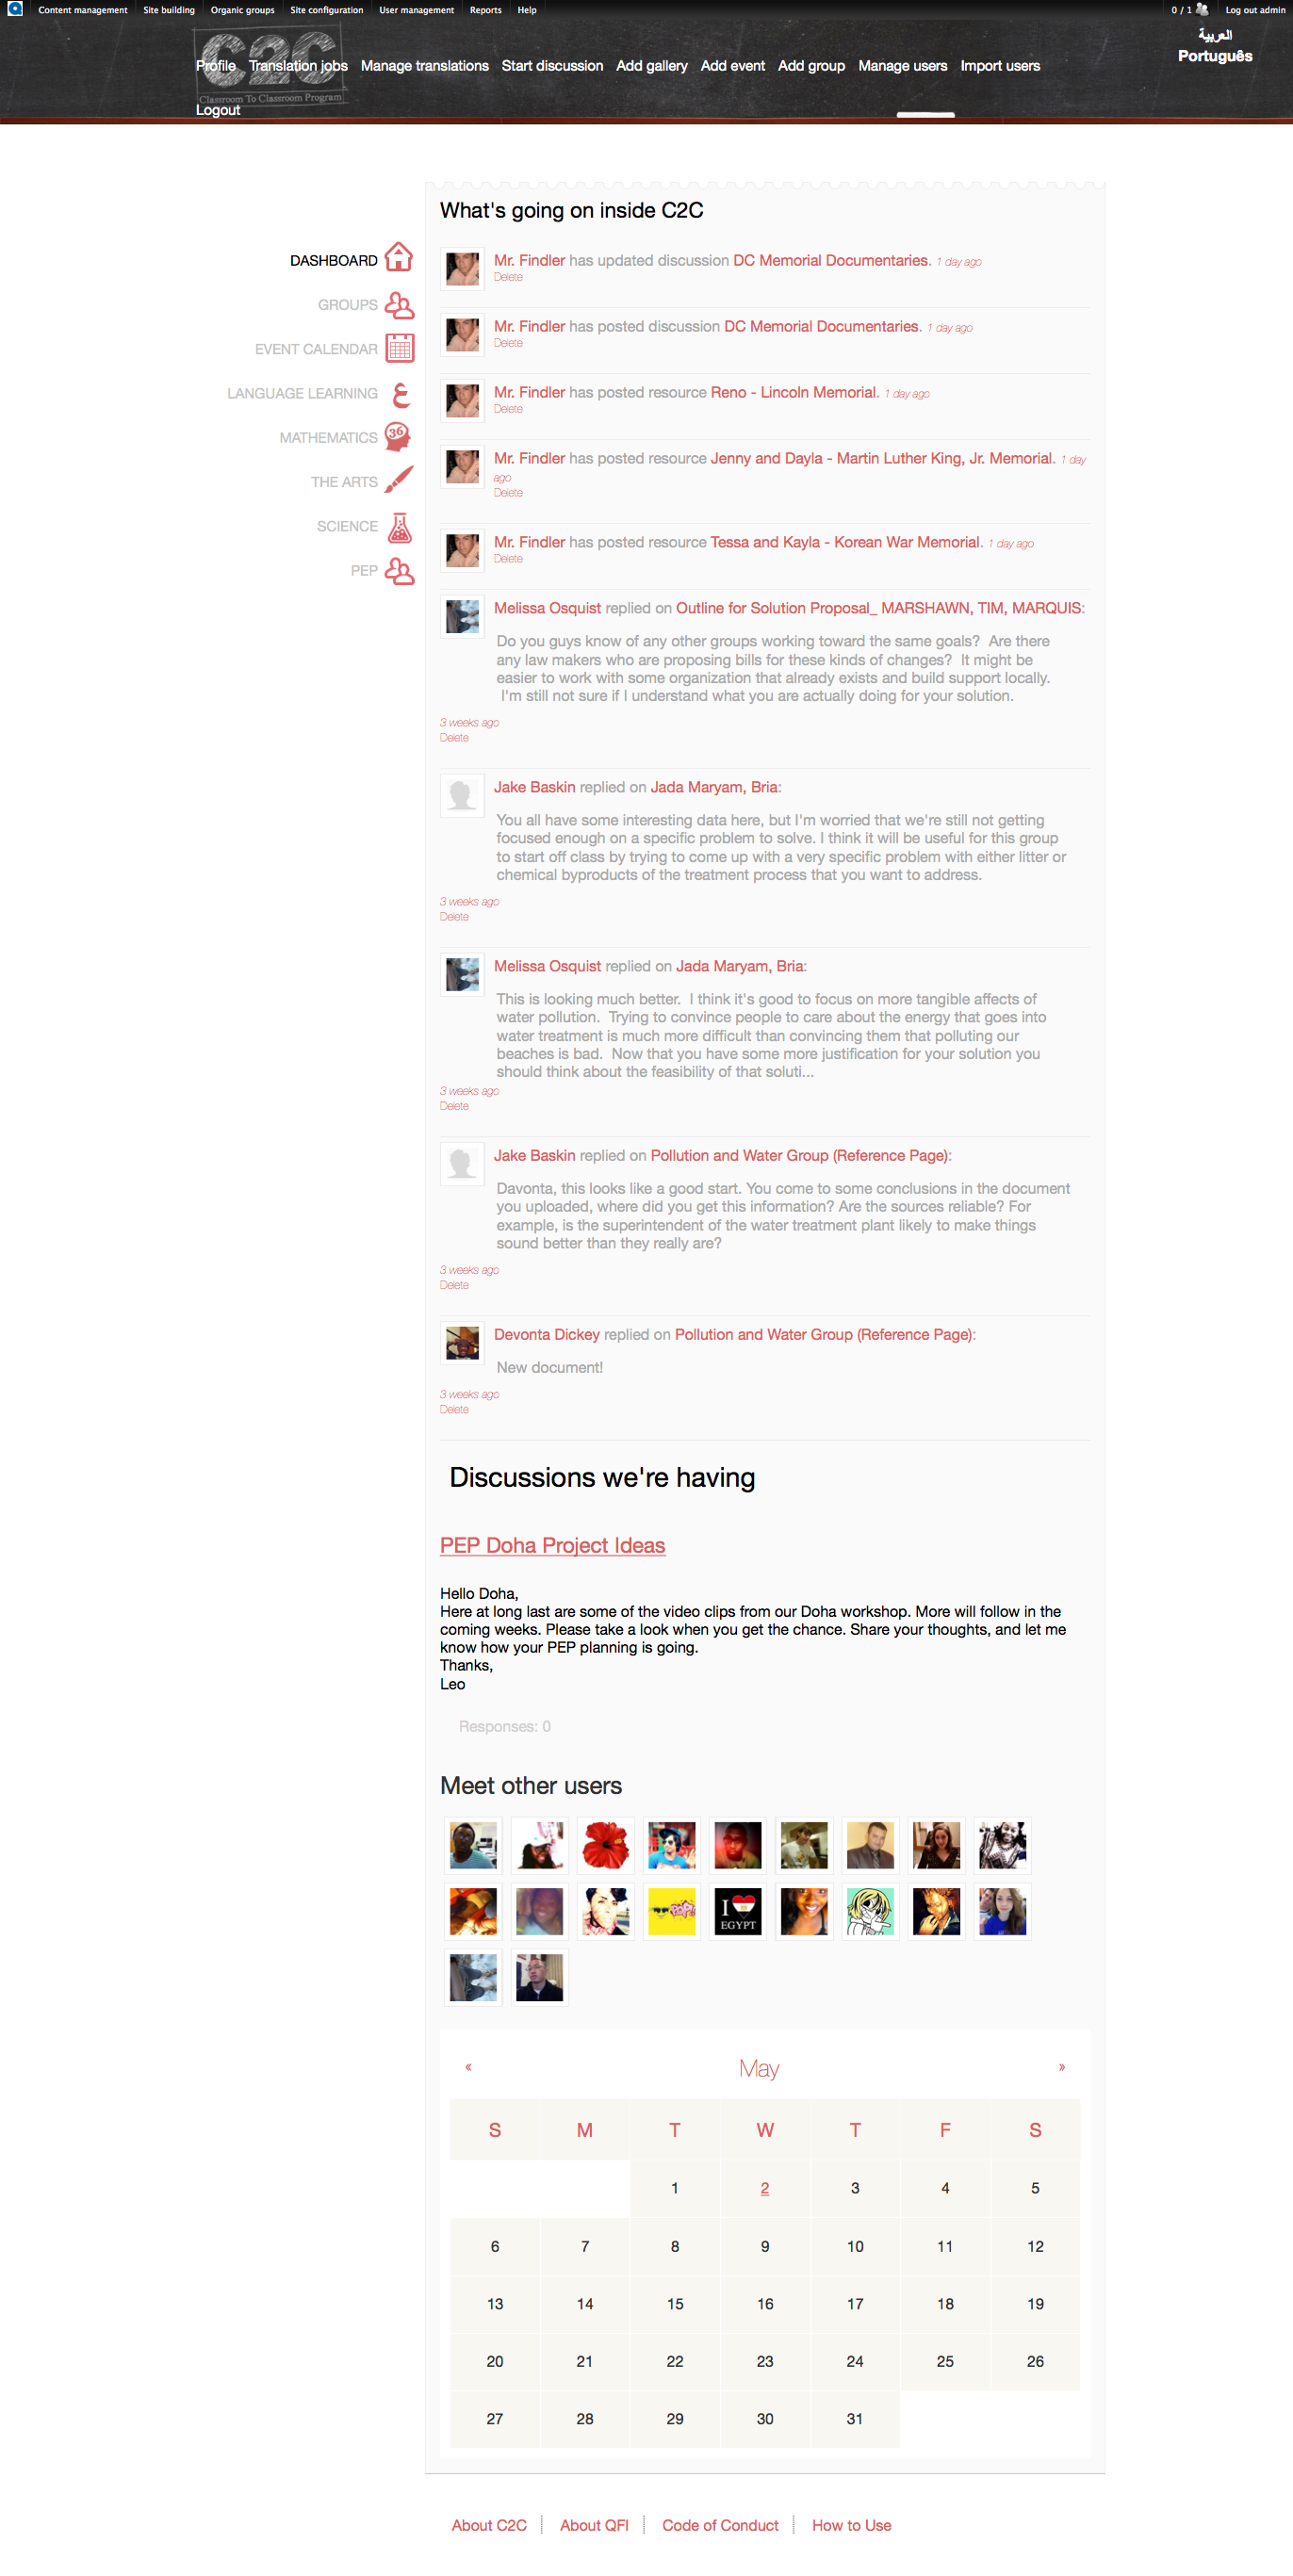 Content management
Site building
Organic groups
Site configuration
User management
Reports
Help
0 / 1
Log out admin
العربية
Português
C2C
Classroom To Classroom Program
Profile
Translation jobs
Manage translations
Start discussion
Add gallery
Add event
Add group
Manage users
Import users
Logout
DASHBOARD
GROUPS
EVENT CALENDAR
LANGUAGE LEARNING
ع
MATHEMATICS
36
THE ARTS
SCIENCE
PEP
What's going on inside C2C
Mr. Findler has updated discussion DC Memorial Documentaries. 1 day ago
Delete
Mr. Findler has posted discussion DC Memorial Documentaries. 1 day ago
Delete
Mr. Findler has posted resource Reno - Lincoln Memorial. 1 day ago
Delete
Mr. Findler has posted resource Jenny and Dayla - Martin Luther King, Jr. Memorial. 1 day
ago
Delete
Mr. Findler has posted resource Tessa and Kayla - Korean War Memorial. 1 day ago
Delete
Melissa Osquist replied on Outline for Solution Proposal_ MARSHAWN, TIM, MARQUIS:
Do you guys know of any other groups working toward the same goals?  Are there
any law makers who are proposing bills for these kinds of changes?  It might be
easier to work with some organization that already exists and build support locally.
I'm still not sure if I understand what you are actually doing for your solution.
3 weeks ago
Delete
Jake Baskin replied on Jada Maryam, Bria:
You all have some interesting data here, but I'm worried that we're still not getting
focused enough on a specific problem to solve. I think it will be useful for this group
to start off class by trying to come up with a very specific problem with either litter or
chemical byproducts of the treatment process that you want to address.
3 weeks ago
Delete
Melissa Osquist replied on Jada Maryam, Bria:
This is looking much better.  I think it's good to focus on more tangible affects of
water pollution.  Trying to convince people to care about the energy that goes into
water treatment is much more difficult than convincing them that polluting our
beaches is bad.  Now that you have some more justification for your solution you
should think about the feasibility of that soluti...
3 weeks ago
Delete
Jake Baskin replied on Pollution and Water Group (Reference Page):
Davonta, this looks like a good start. You come to some conclusions in the document
you uploaded, where did you get this information? Are the sources reliable? For
example, is the superintendent of the water treatment plant likely to make things
sound better than they really are?
3 weeks ago
Delete
Devonta Dickey replied on Pollution and Water Group (Reference Page):
New document!
3 weeks ago
Delete
Discussions we're having
PEP Doha Project Ideas
Hello Doha,
Here at long last are some of the video clips from our Doha workshop. More will follow in the
coming weeks. Please take a look when you get the chance. Share your thoughts, and let me
know how your PEP planning is going.
Thanks,
Leo
Responses: 0
Meet other users
POP!
I
EGYPT
« May »
S M T W T F S
1 2 3 4 5
6 7 8 9 10 11 12
13 14 15 16 17 18 19
20 21 22 23 24 25 26
27 28 29 30 31
About C2C
About QFI
Code of Conduct
How to Use